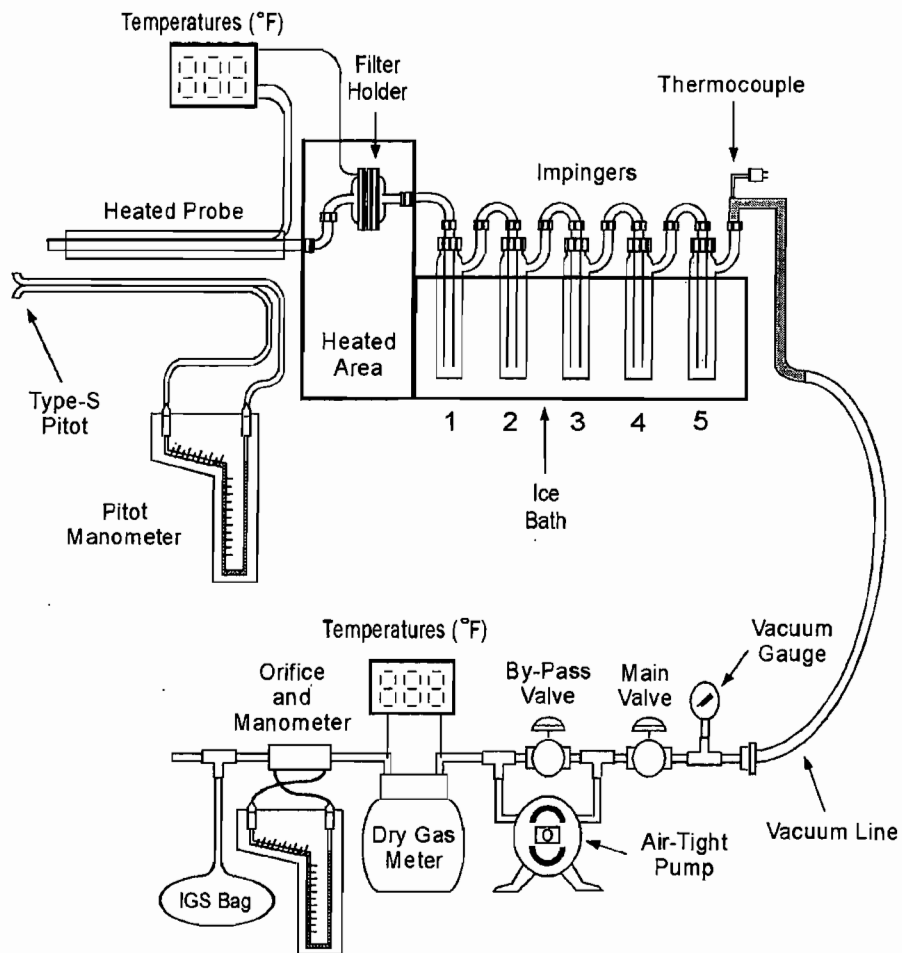 Temperatures (°F)
Filter
Holder
Thermocouple
Impingers
Heated Probe
Heated
Area
Type-S
Pitot
1 2 3 4 5
Ice
Bath
Pitot
Manometer
Temperatures (°F)
Vacuum
Gauge
Orifice
and
Manometer
By-Pass
Valve
Main
Valve
Dry Gas
Meter
Air-Tight
Pump
Vacuum Line
IGS Bag